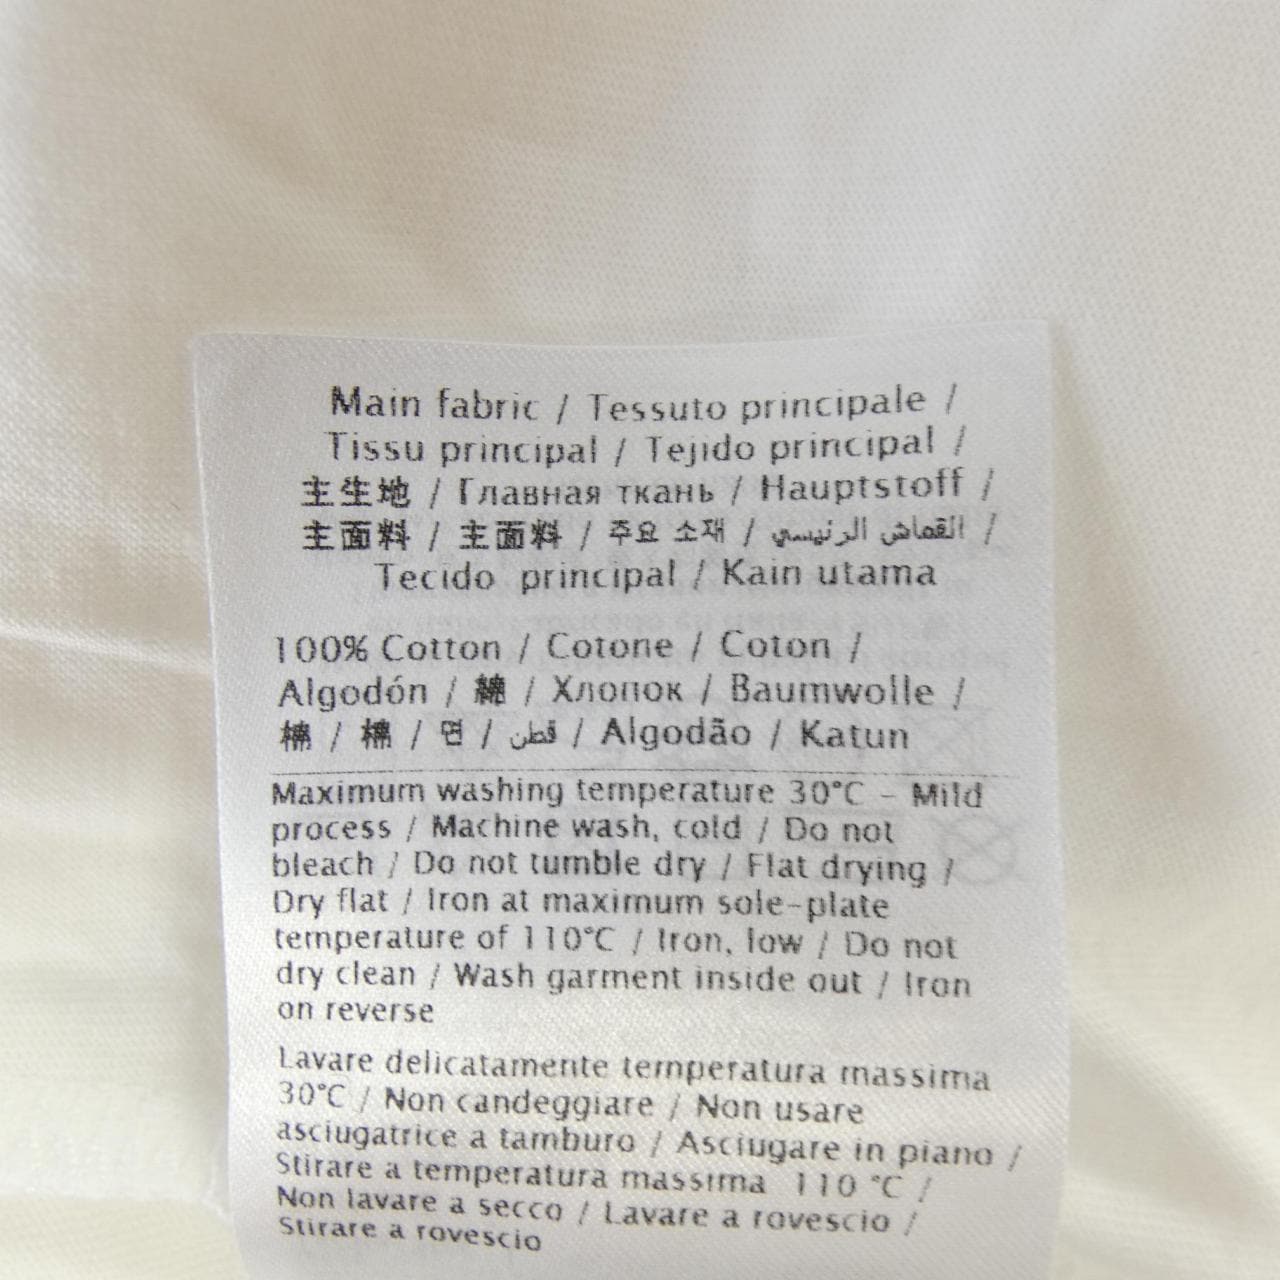 Main fabric / Tessuto principale /
Tissu principal / Tejido principal /
主生地 / Главная ткань / Hauptstoff /
主面料 / 主面料 / 주요 소재 / القماش الرئيسي /
Tecido principal / Kain utama
100% Cotton / Cotone / Coton /
Algodón / 綿 / Хлопок / Baumwolle /
棉 / 棉 / 면 / قطن / Algodão / Katun
Maximum washing temperature 30°C - Mild
process / Machine wash, cold / Do not
bleach / Do not tumble dry / Flat drying /
Dry flat / Iron at maximum sole-plate
temperature of 110°C / Iron, low / Do not
dry clean / Wash garment inside out / Iron
on reverse
Lavare delicatamente temperatura massima
30°C / Non candeggiare / Non usare
asciugatrice a tamburo / Asciugare in piano /
Stirare a temperatura massima 110 °C /
Non lavare a secco / Lavare a rovescio /
Stirare a rovescio